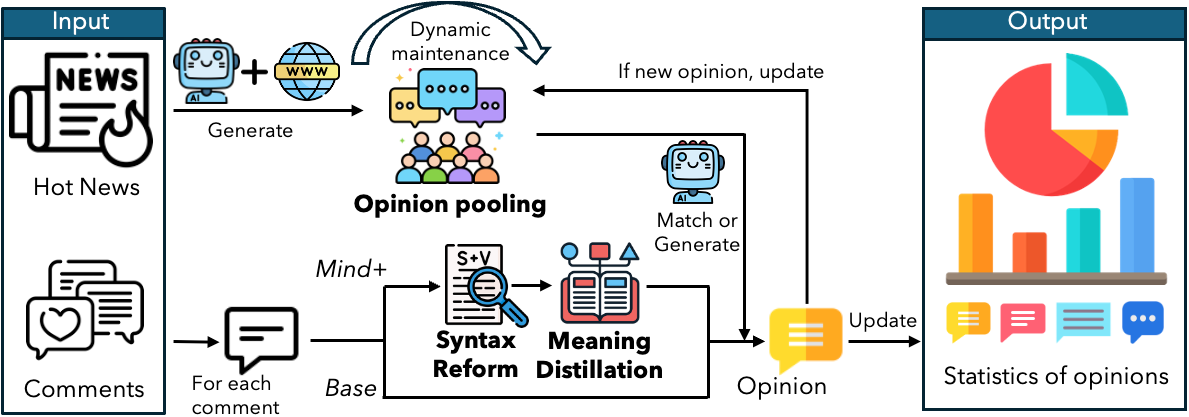 Input
NEWS
Hot News
Comments
AI
WWW
Generate
Dynamic
maintenance
Opinion pooling
If new opinion, update
AI
Match or
Generate
For each
comment
Mind+
Base
S+V
Syntax
Reform
Meaning
Distillation
Opinion
Update
Output
Statistics of opinions